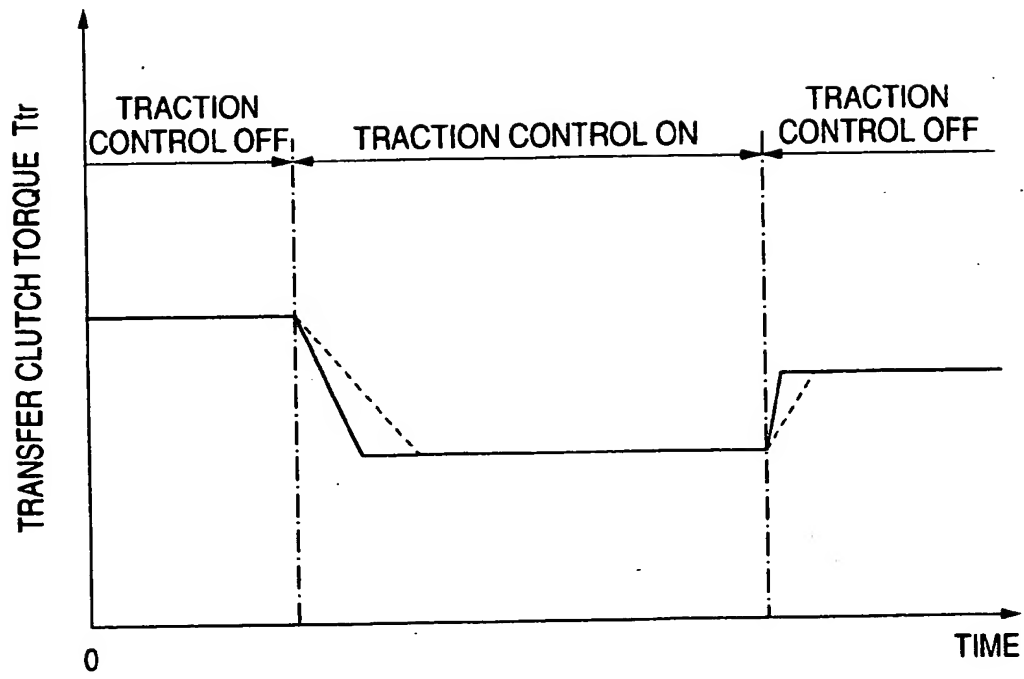 TRANSFER CLUTCH TORQUE Ttr
TRACTION
CONTROL OFF
TRACTION CONTROL ON
TRACTION
CONTROL OFF
0
TIME